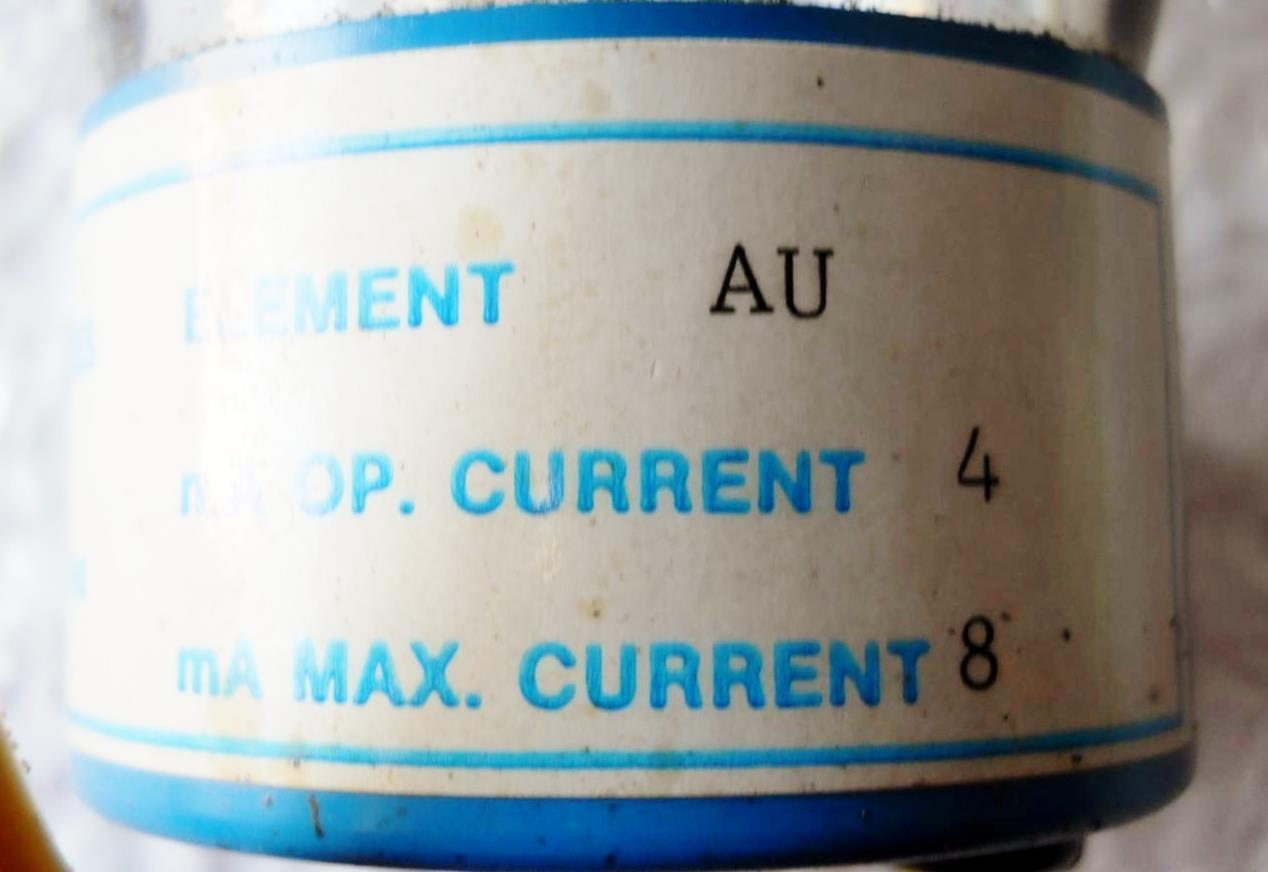 ELEMENT AU
mA OP. CURRENT 4
mA MAX. CURRENT 8